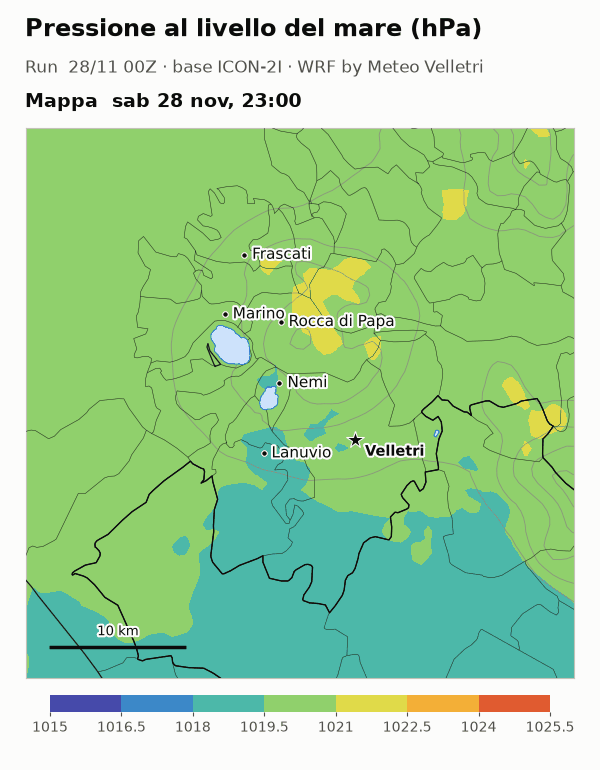 Pressione al livello del mare (hPa)
Run  28/11 00Z · base ICON-2I · WRF by Meteo Velletri
Mappa  sab 28 nov, 23:00
Frascati
Marino
Rocca di Papa
Nemi
Velletri
Lanuvio
10 km
1015 1016.5 1018 1019.5 1021 1022.5 1024 1025.5